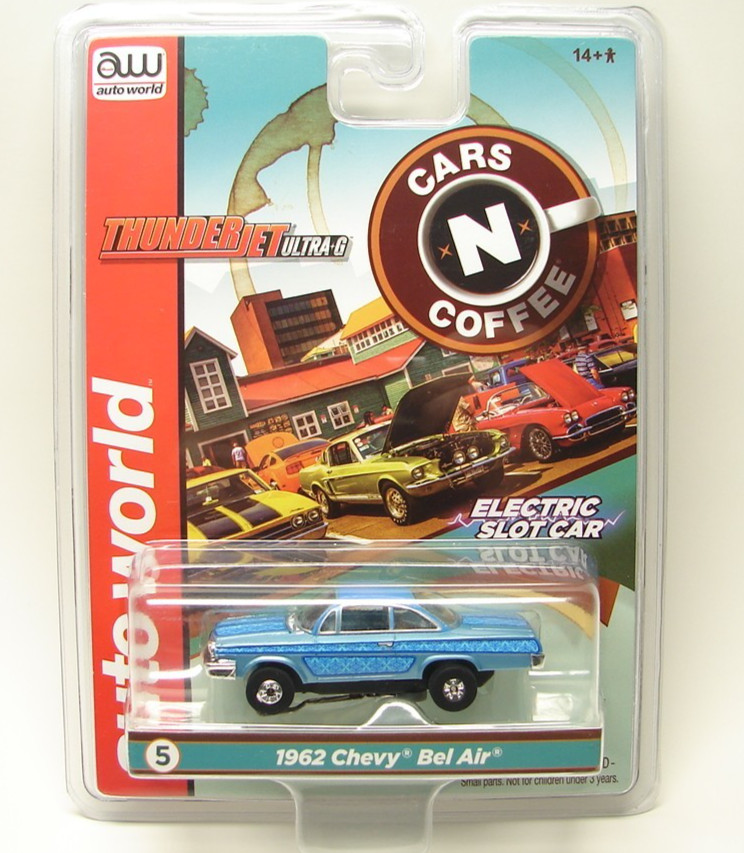 aw
auto world
14+
CARS
N
COFFEE
THUNDERJET ULTRA-G
auto world™
ELECTRIC
SLOT CAR
5
1962 Chevy® Bel Air®
D-
Small parts. Not for children under 3 years.